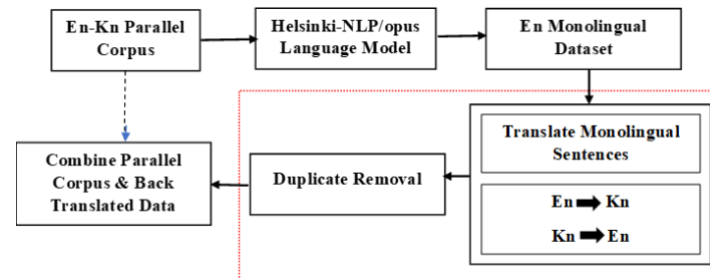 En-Kn Parallel
Corpus
Helsinki-NLP/opus
Language Model
En Monolingual
Dataset
Translate Monolingual
Sentences
En ➡ Kn
Kn ➡ En
Duplicate Removal
Combine Parallel
Corpus & Back
Translated Data